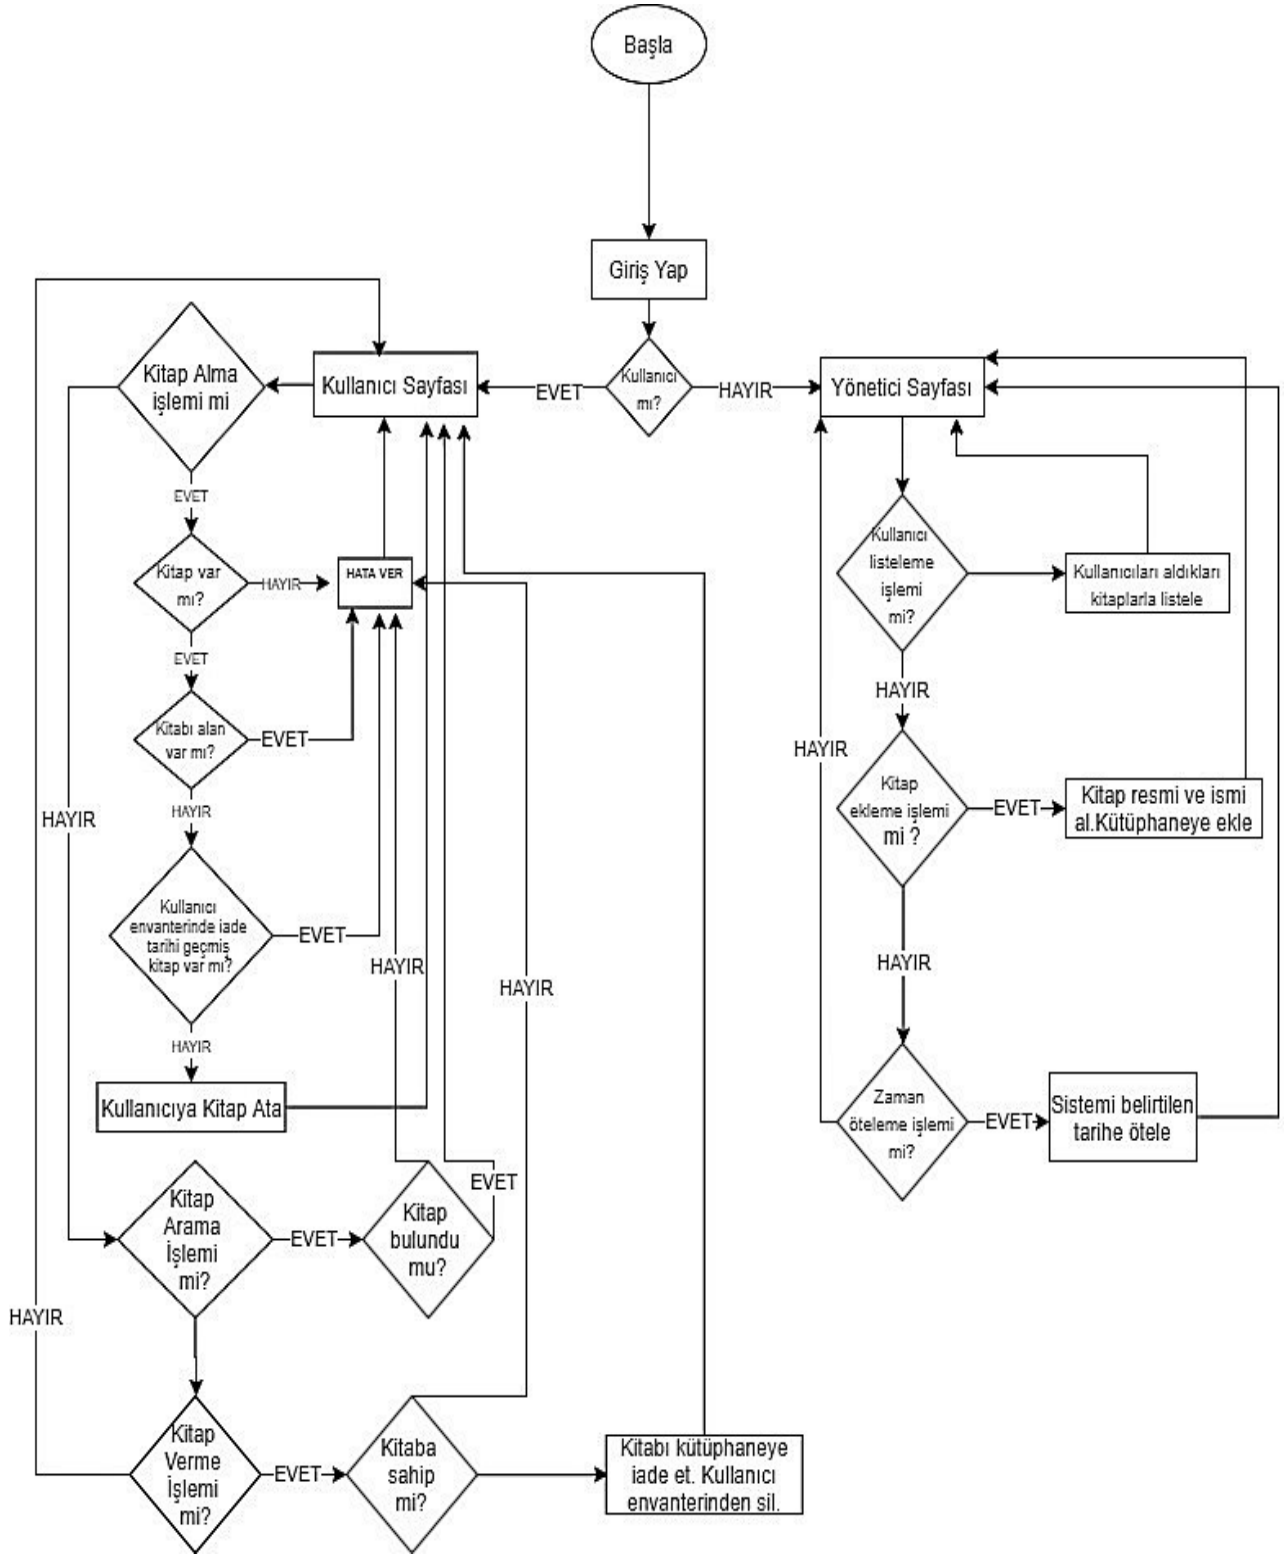 Başla
Giriş Yap
Kullanıcı
mı?
EVET
HAYIR
Kullanıcı Sayfası
Yönetici Sayfası
Kitap Alma
işlemi mi
EVET
Kitap var
mı?
HAYIR
HATA VER
EVET
Kitabı alan
var mı?
EVET
HAYIR
HAYIR
Kullanıcı
envanterinde iade
tarihi geçmiş
kitap var mı?
EVET
HAYIR
HAYIR
HAYIR
Kullanıcıya Kitap Ata
Kitap
Arama
İşlemi
mi?
EVET
Kitap
bulundu
mu?
EVET
HAYIR
Kitap
Verme
İşlemi
mi?
EVET
Kitaba
sahip
mi?
Kitabı kütüphaneye
iade et. Kullanıcı
envanterinden sil.
Kullanıcı
listeleme
işlemi
mi?
Kullanıcıları aldıkları
kitaplarla listele
HAYIR
HAYIR
Kitap
ekleme işlemi
mi ?
EVET
Kitap resmi ve ismi
al.Kütüphaneye ekle
HAYIR
Zaman
öteleme işlemi
mi?
EVET
Sistemi belirtilen
tarihe ötele